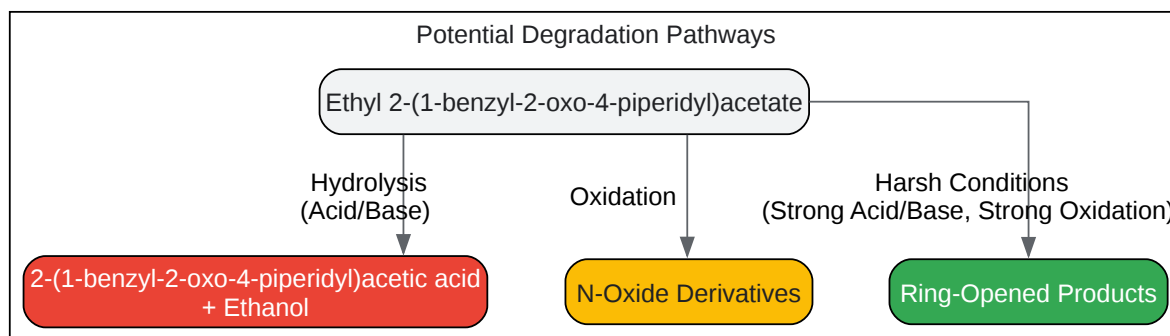 Potential Degradation Pathways
Ethyl 2-(1-benzyl-2-oxo-4-piperidyl)acetate
Hydrolysis
(Acid/Base)
Oxidation
Harsh Conditions
(Strong Acid/Base, Strong Oxidation)
2-(1-benzyl-2-oxo-4-piperidyl)acetic acid
+ Ethanol
N-Oxide Derivatives
Ring-Opened Products